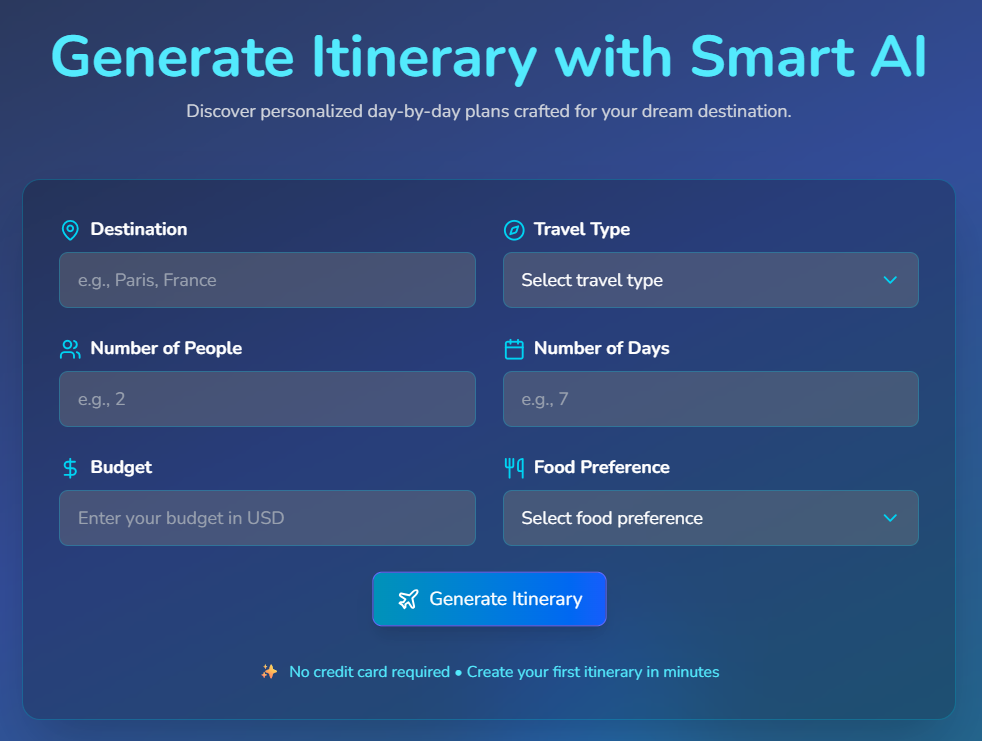 Generate Itinerary with Smart AI
Discover personalized day-by-day plans crafted for your dream destination.
Destination
Travel Type
e.g., Paris, France
Select travel type
Number of People
Number of Days
e.g., 2
e.g., 7
Budget
Food Preference
Enter your budget in USD
Select food preference
Generate Itinerary
✨ No credit card required • Create your first itinerary in minutes